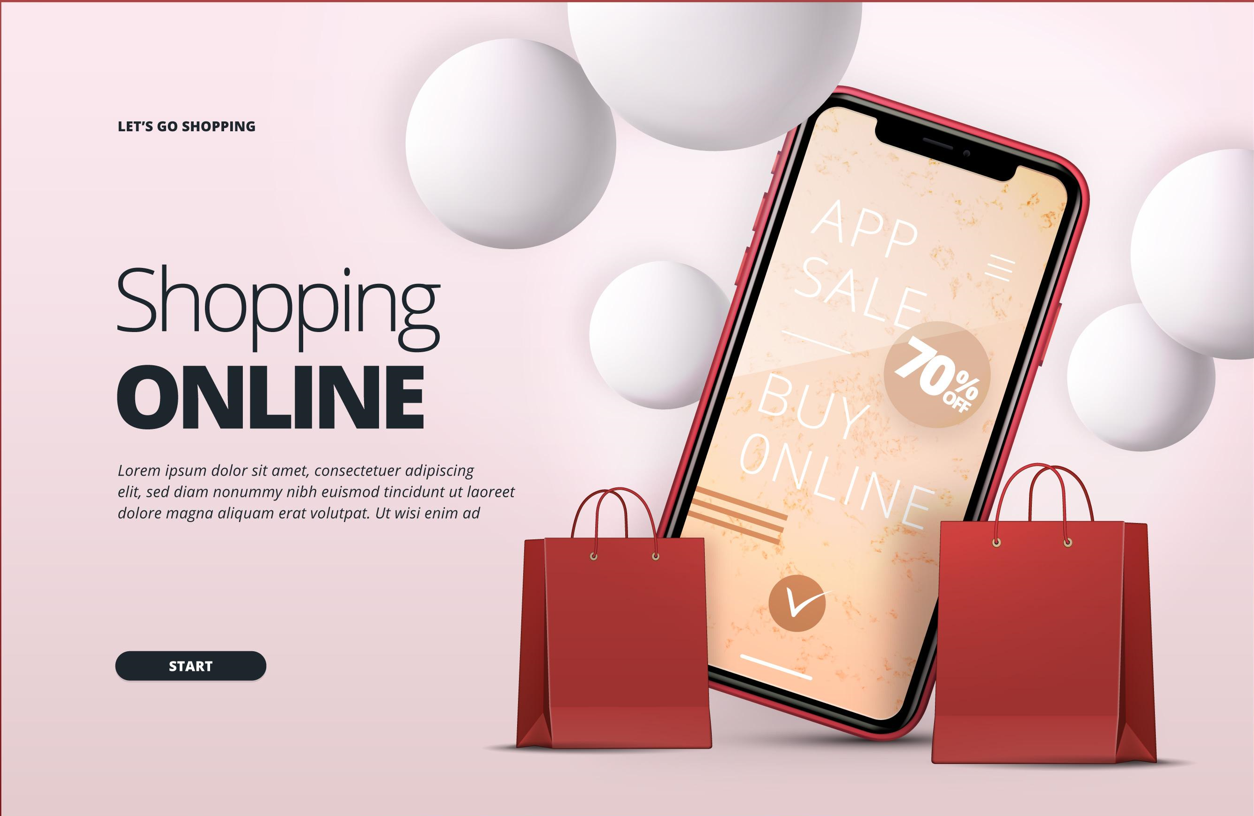 LET'S GO SHOPPING
Shopping
ONLINE
Lorem ipsum dolor sit amet, consectetuer adipiscing
elit, sed diam nonummy nibh euismod tincidunt ut laoreet
dolore magna aliquam erat volutpat. Ut wisi enim ad
START
APP
SALE
70%
OFF
BUY
ONLINE